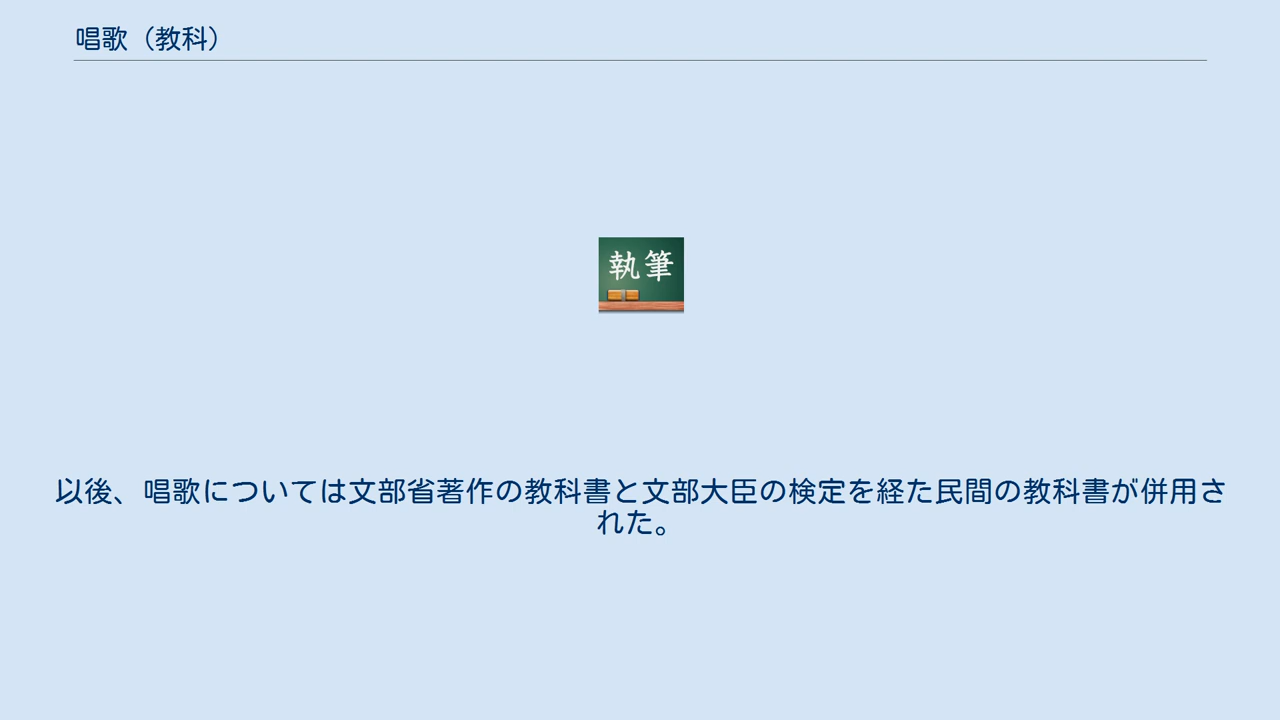 唱歌（教科）
執筆
以後、唱歌については文部省著作の教科書と文部大臣の検定を経た民間の教科書が併用さ
れた。